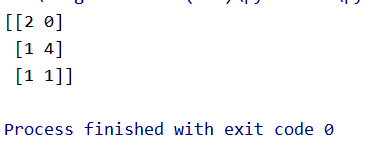 [[2 0]
 [1 4]
 [1 1]]
Process finished with exit code 0